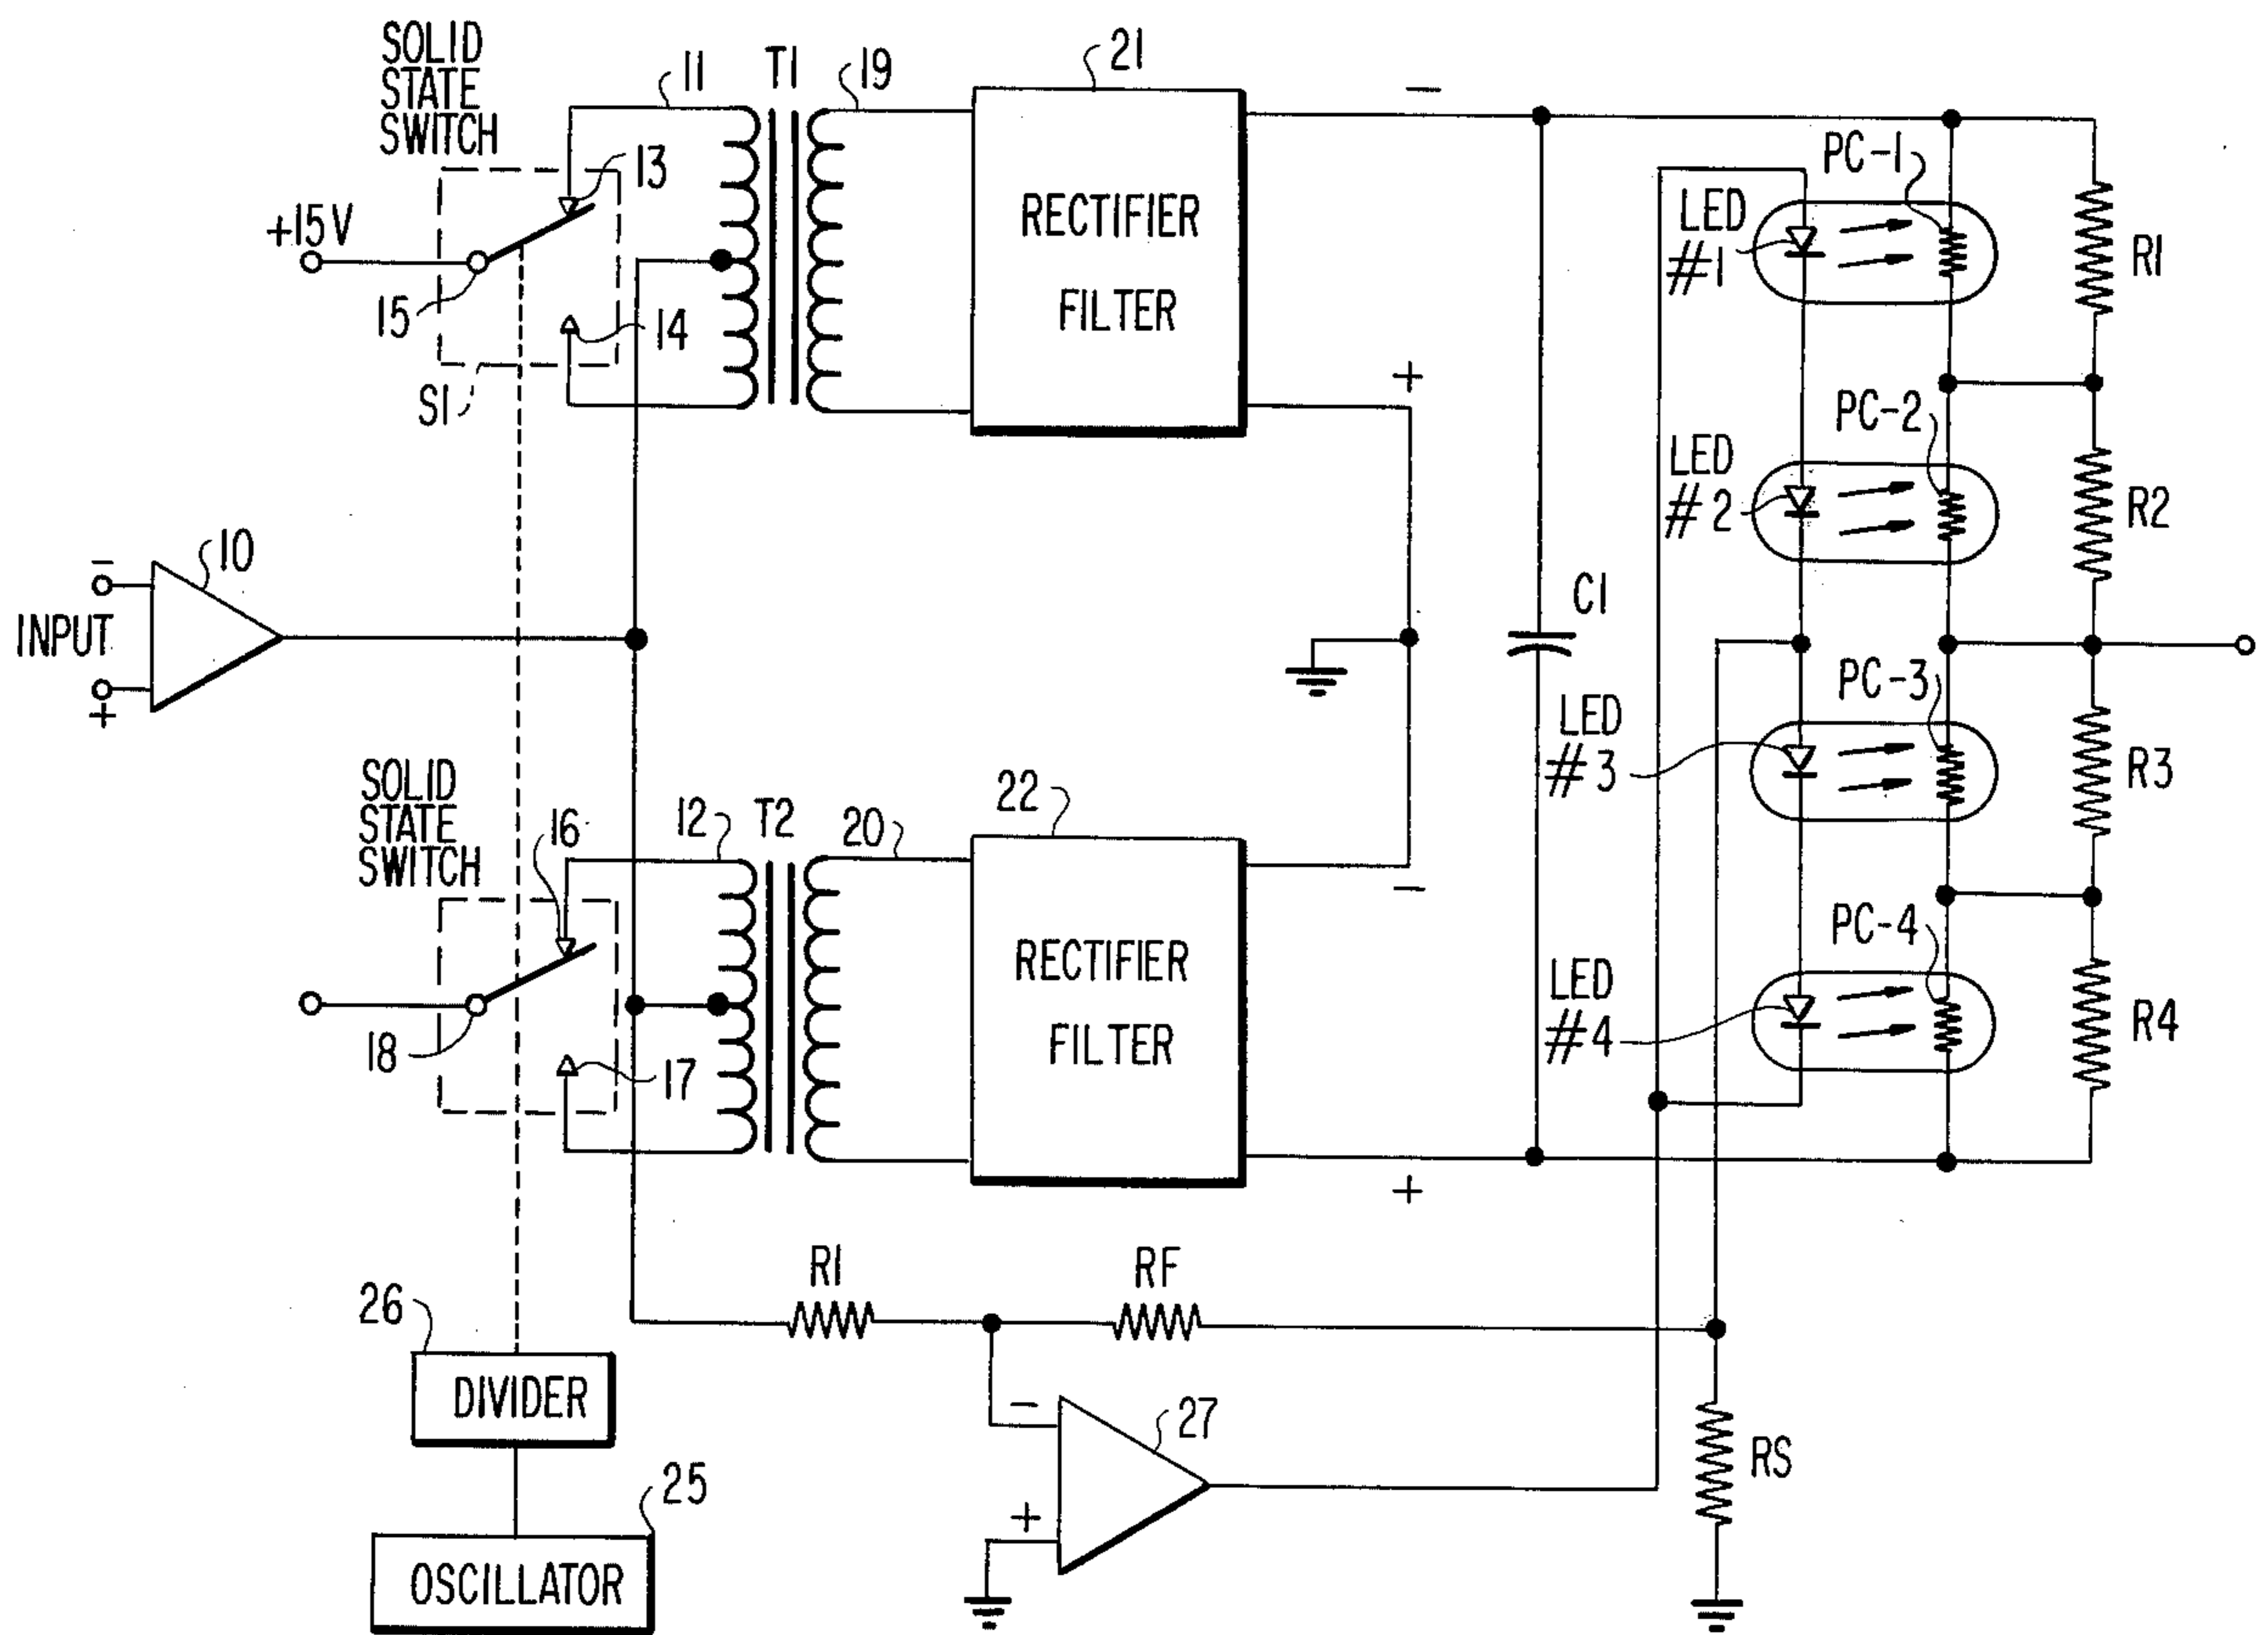 SOLID
STATE
SWITCH
11
T1
19
21
13
+15V
15
14
S1
RECTIFIER
FILTER
−
+
PC-1
LED
#1
R1
PC-2
LED
#2
R2
10
−
INPUT
+
C1
PC-3
LED
#3
R3
SOLID
STATE
SWITCH
16
12
T2
20
22
18
17
RECTIFIER
FILTER
−
+
PC-4
LED
#4
R4
RI
RF
26
DIVIDER
25
OSCILLATOR
−
+
27
RS